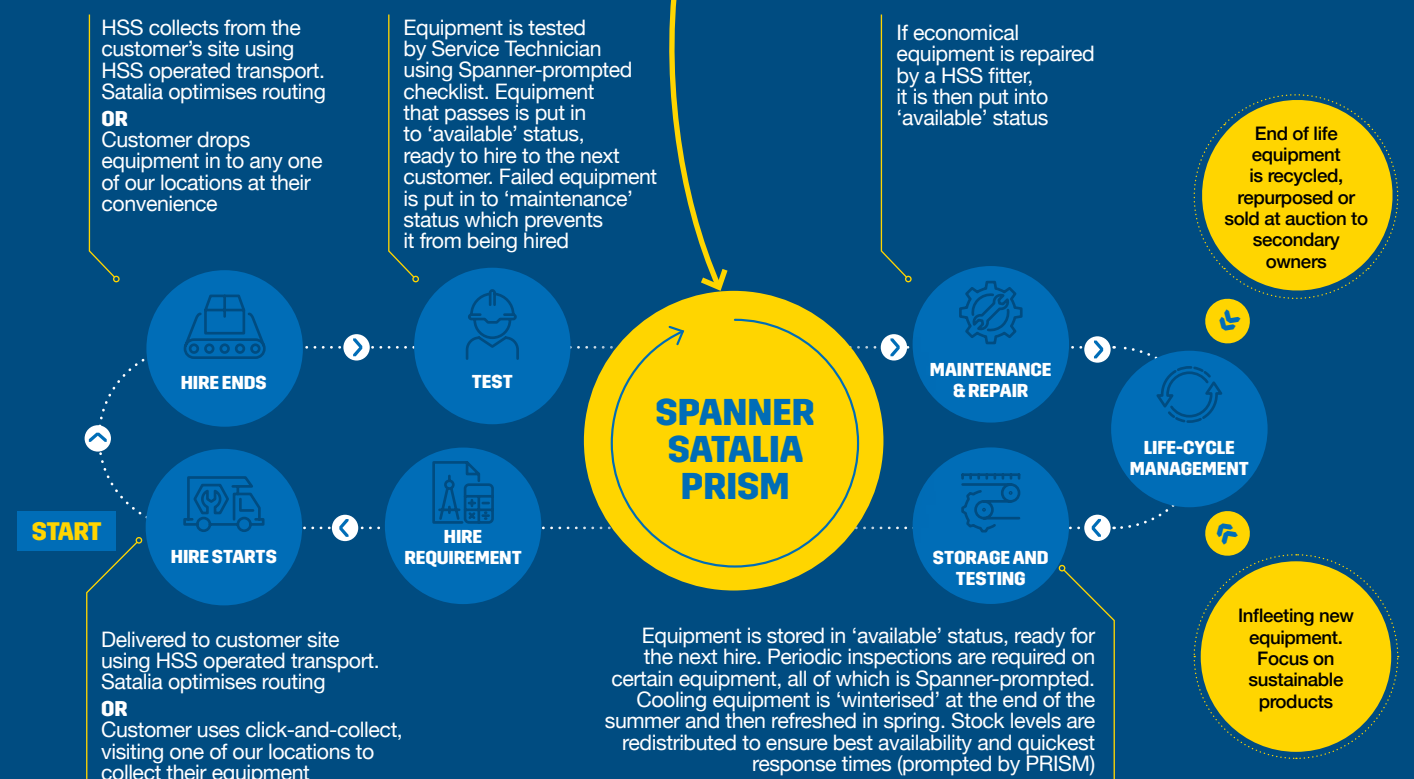 HSS collects from the
customer's site using
HSS operated transport.
Satalia optimises routing
OR
Customer drops
equipment in to any one
of our locations at their
convenience
Equipment is tested
by Service Technician
using Spanner-prompted
checklist. Equipment
that passes is put in
to 'available' status,
ready to hire to the next
customer. Failed equipment
is put in to 'maintenance'
status which prevents
it from being hired
If economical
equipment is repaired
by a HSS fitter,
it is then put into
'available' status
End of life
equipment
is recycled,
repurposed or
sold at auction to
secondary
owners
HIRE ENDS
TEST
SPANNER
SATALIA
PRISM
MAINTENANCE
& REPAIR
LIFE-CYCLE
MANAGEMENT
START
HIRE STARTS
HIRE
REQUIREMENT
STORAGE AND
TESTING
Infleeting new
equipment.
Focus on
sustainable
products
Delivered to customer site
using HSS operated transport.
Satalia optimises routing
OR
Customer uses click-and-collect,
visiting one of our locations to
collect their equipment
Equipment is stored in 'available' status, ready for
the next hire. Periodic inspections are required on
certain equipment, all of which is Spanner-prompted.
Cooling equipment is 'winterised' at the end of the
summer and then refreshed in spring. Stock levels are
redistributed to ensure best availability and quickest
response times (prompted by PRISM)